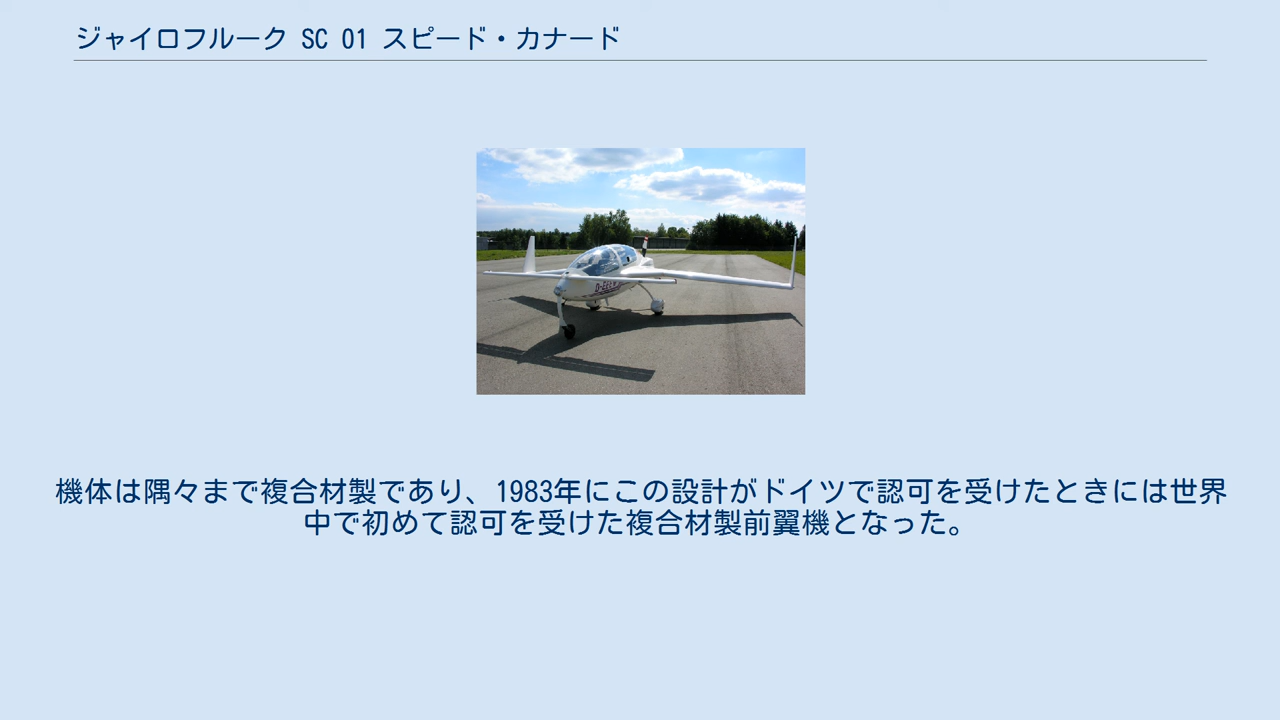 ジャイロフルーク SC 01 スピード・カナード
機体は隅々まで複合材製であり、1983年にこの設計がドイツで認可を受けたときには世界
中で初めて認可を受けた複合材製前翼機となった。